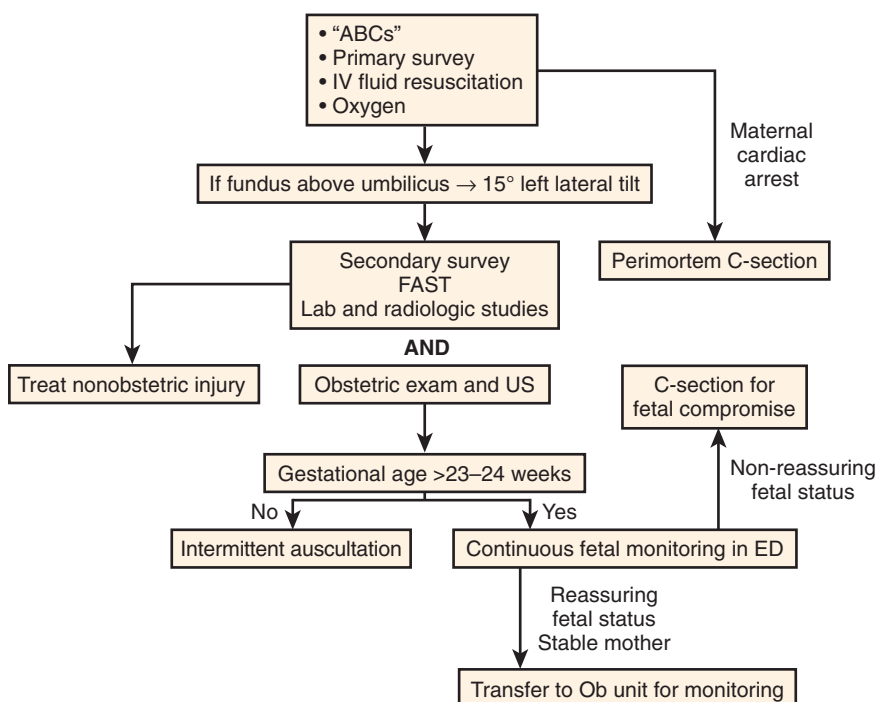 • “ABCs”
• Primary survey
• IV fluid resuscitation
• Oxygen
Maternal
cardiac
arrest
If fundus above umbilicus → 15° left lateral tilt
Secondary survey
FAST
Lab and radiologic studies
Perimortem C-section
AND
Treat nonobstetric injury
Obstetric exam and US
C-section for
fetal compromise
Gestational age >23–24 weeks
Non-reassuring
fetal status
No
Yes
Intermittent auscultation
Continuous fetal monitoring in ED
Reassuring
fetal status
Stable mother
Transfer to Ob unit for monitoring